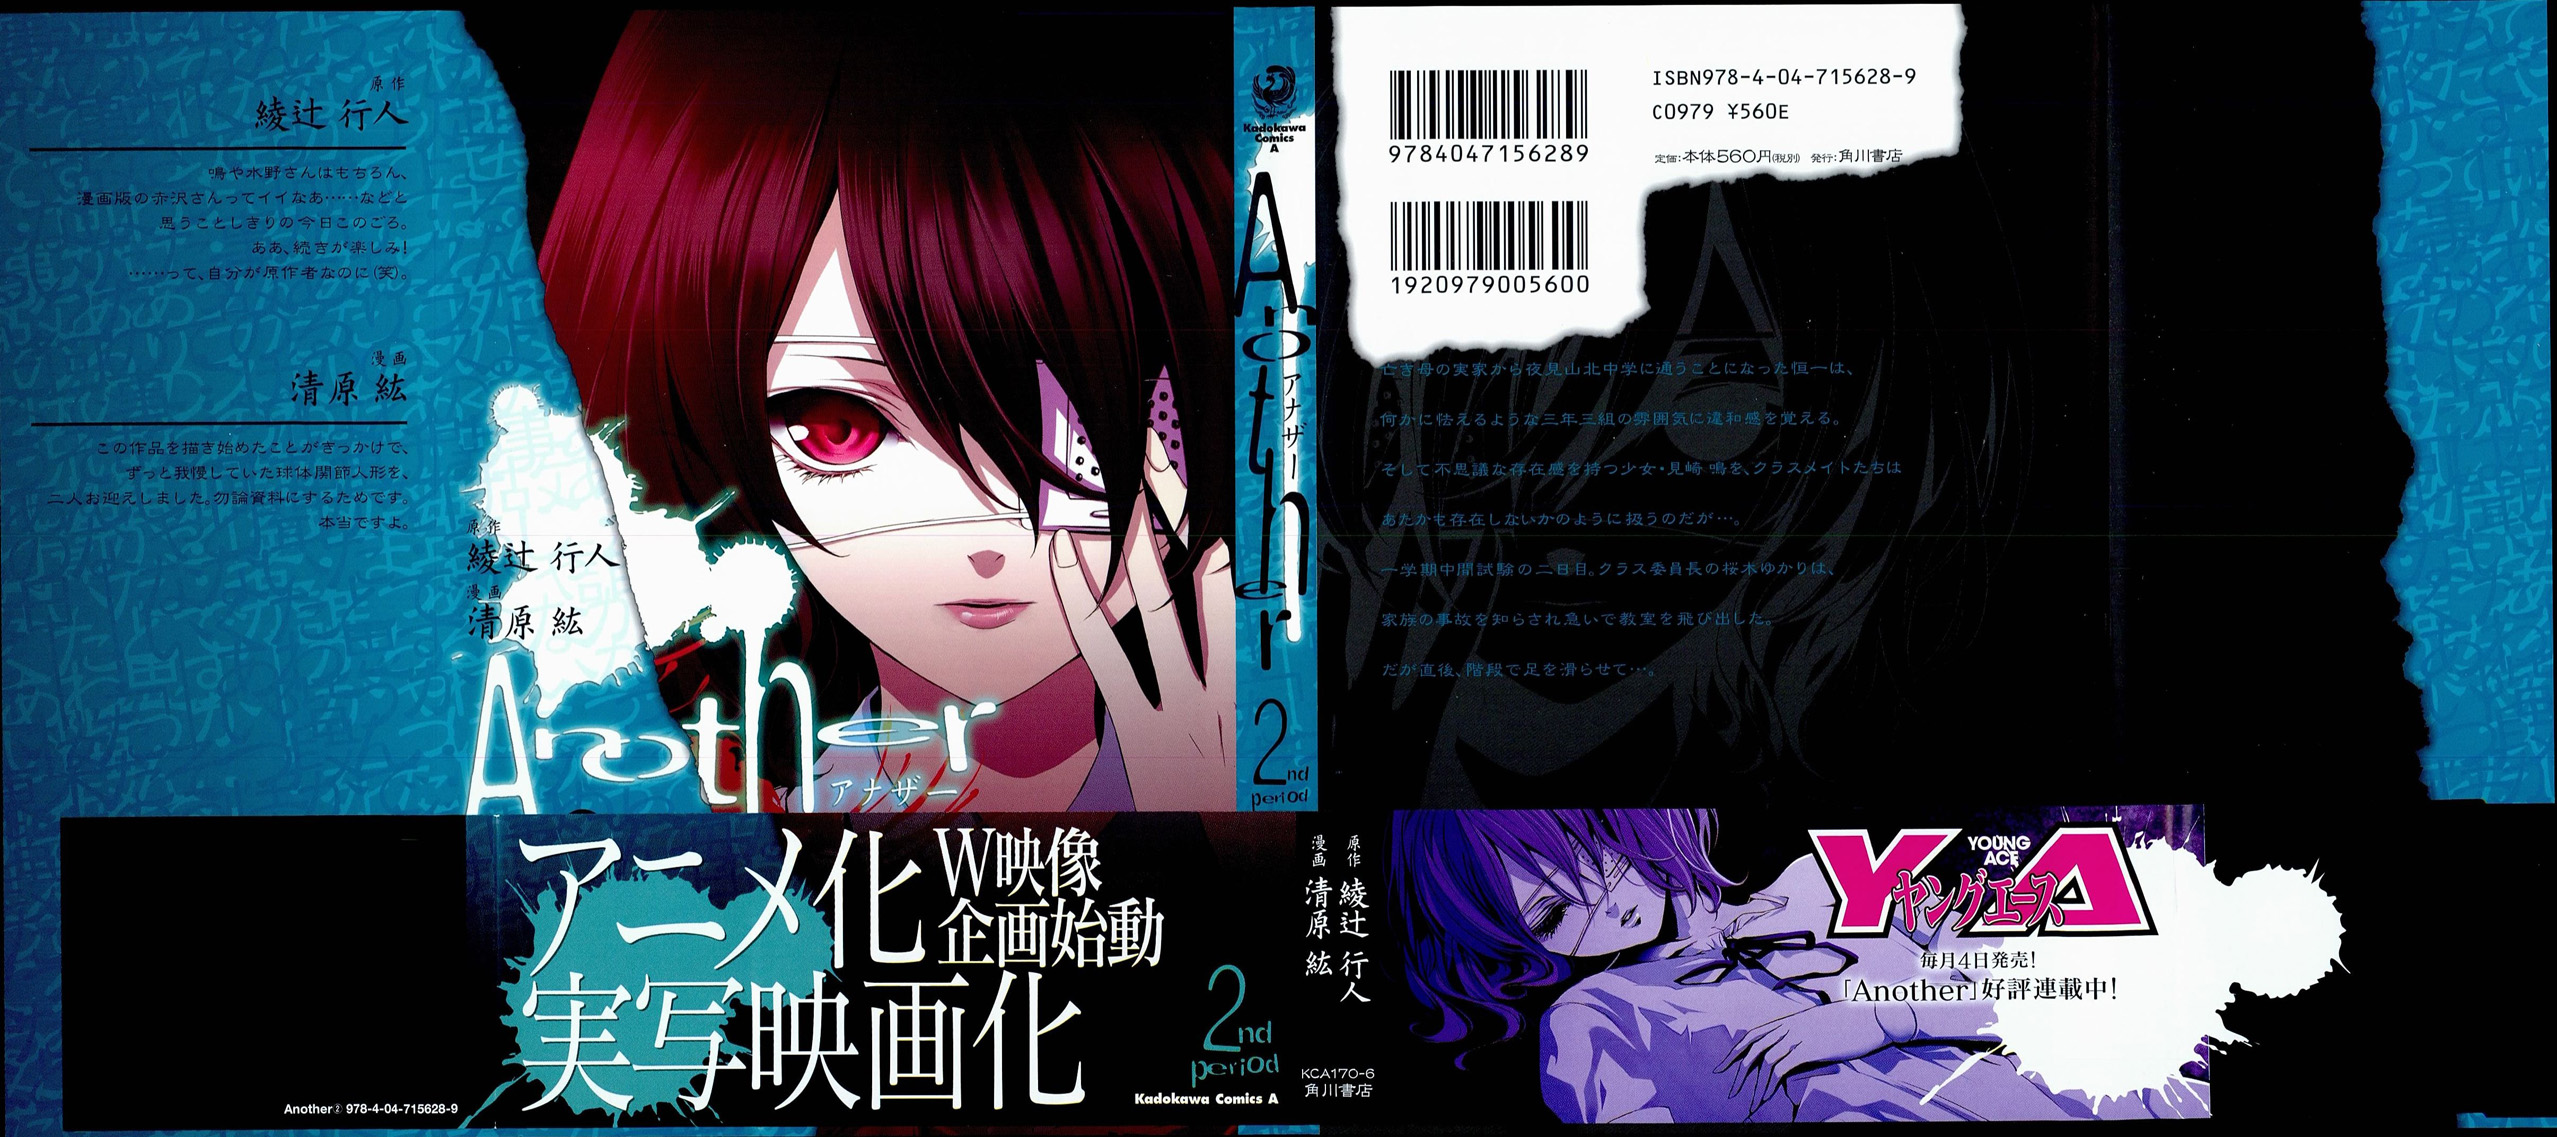 原作
綾辻 行人
鳴や水野さんはもちろん、
漫画版の赤沢さんってイイなあ……などと
思うことしきりの今日このごろ。
ああ、続きが楽しみ!
……って、自分が原作者なのに(笑)。
漫画
清原 紘
この作品を描き始めたことがきっかけで、
ずっと我慢していた球体関節人形を、
二人お迎えしました。勿論資料にするためです。
本当ですよ。
原作
綾辻 行人
漫画
清原 紘
Another
アナザー
アニメ化
W映像
企画始動
実写映画化
2nd
period
Kadokawa Comics A
Another② 978-4-04-715628-9
Kadokawa
Comics
A
Another
アナザー
2nd
period
原作 綾辻 行人
漫画 清原 紘
KCA170-6
角川書店
9784047156289
1920979005600
ISBN978-4-04-715628-9
C0979 ¥560E
定価:本体560円(税別) 発行:角川書店
亡き母の実家から夜見山北中学に通うことになった恒一は、
何かに怯えるような三年三組の雰囲気に違和感を覚える。
そして不思議な存在感を持つ少女・見崎 鳴を、クラスメイトたちは
あたかも存在しないかのように扱うのだが…。
一学期中間試験の二日目。クラス委員長の桜木ゆかりは、
家族の事故を知らされ急いで教室を飛び出した。
だが直後、階段で足を滑らせて…。
YA
YOUNG
ACE
ヤングエース
毎月4日発売!
「Another」好評連載中!